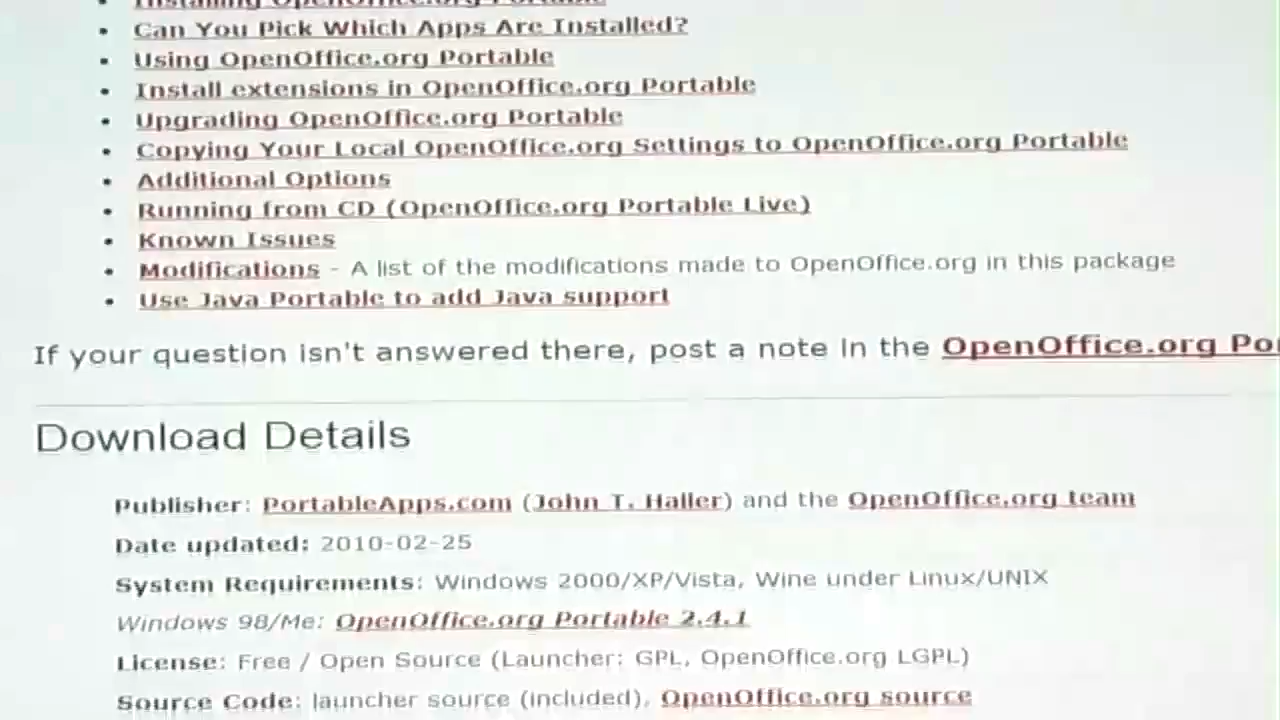 Installing OpenOffice.org Portable
Can You Pick Which Apps Are Installed?
Using OpenOffice.org Portable
Install extensions in OpenOffice.org Portable
Upgrading OpenOffice.org Portable
Copying Your Local OpenOffice.org Settings to OpenOffice.org Portable
Additional Options
Running from CD (OpenOffice.org Portable Live)
Known Issues
Modifications - A list of the modifications made to OpenOffice.org in this package
Use Java Portable to add Java support
If your question isn't answered there, post a note in the OpenOffice.org Po
Download Details
Publisher: PortableApps.com (John T. Haller) and the OpenOffice.org team
Date updated: 2010-02-25
System Requirements: Windows 2000/XP/Vista, Wine under Linux/UNIX
Windows 98/Me: OpenOffice.org Portable 2.4.1
License: Free / Open Source (Launcher: GPL, OpenOffice.org LGPL)
Source Code: launcher source (included), OpenOffice.org source